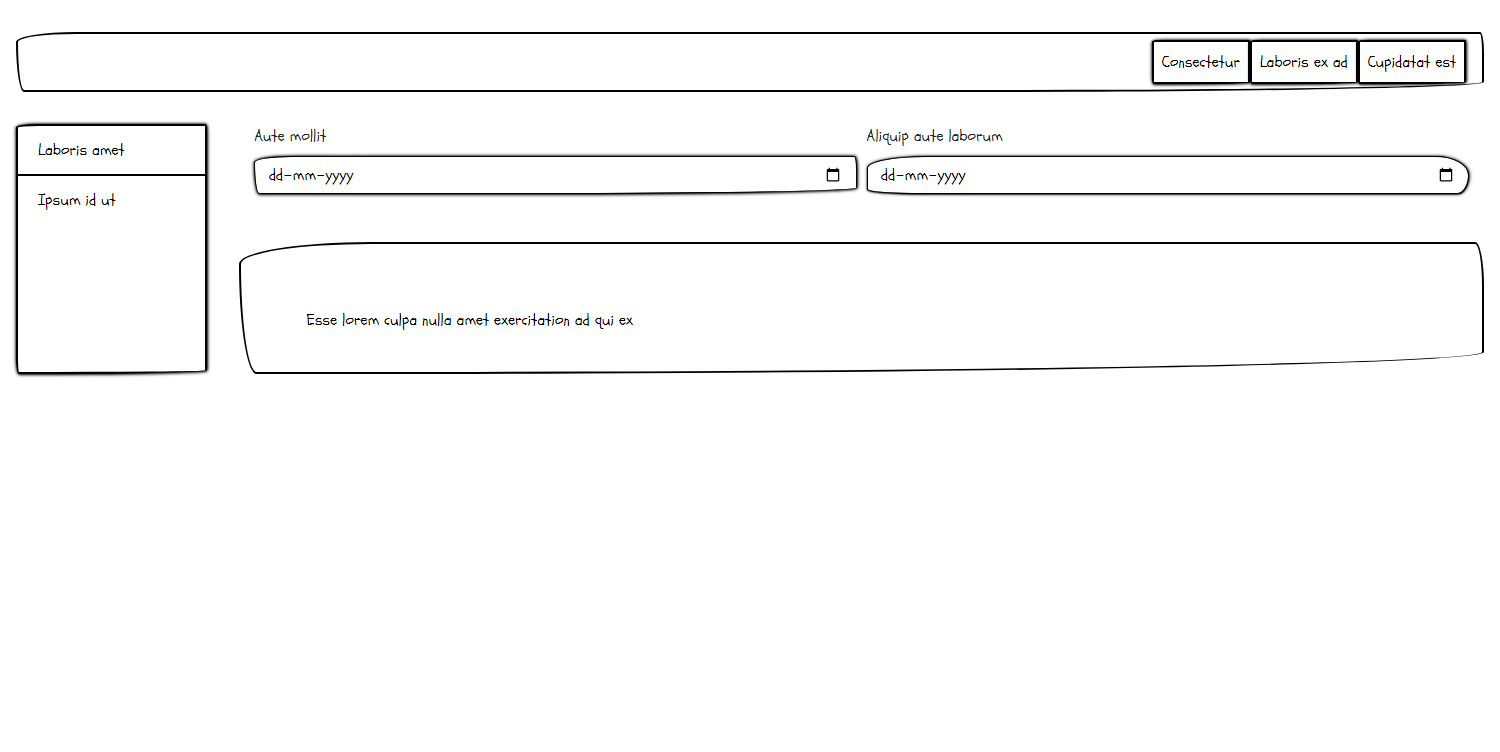 Consectetur Laboris ex ad Cupidatat est
Laboris amet
Ipsum id ut
Aute mollit
dd-mm-yyyy
Aliquip aute laborum
dd-mm-yyyy
Esse lorem culpa nulla amet exercitation ad qui ex